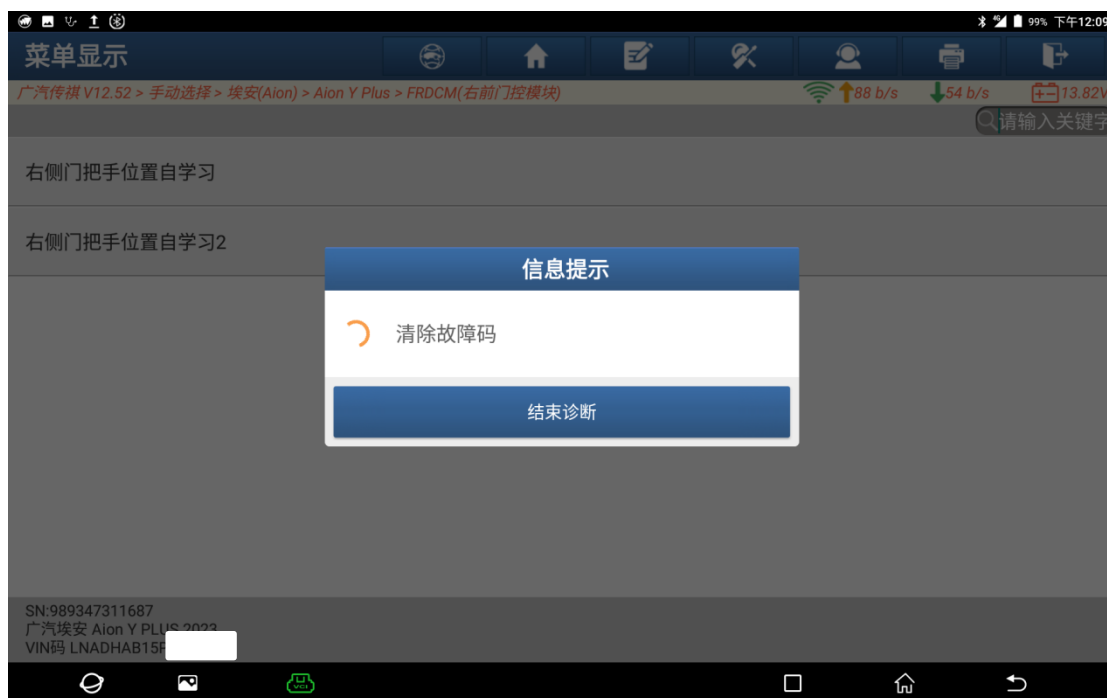 4G 99% 下午12:09
菜单显示
广汽传祺 V12.52 > 手动选择 > 埃安(Aion) > Aion Y Plus > FRDCM(右前门控模块) 88 b/s 54 b/s 13.82V
请输入关键字
右侧门把手位置自学习
右侧门把手位置自学习2
信息提示
清除故障码
结束诊断
SN:989347311687
广汽埃安 Aion Y PLUS 2023
VIN码 LNADHAB15
VCI